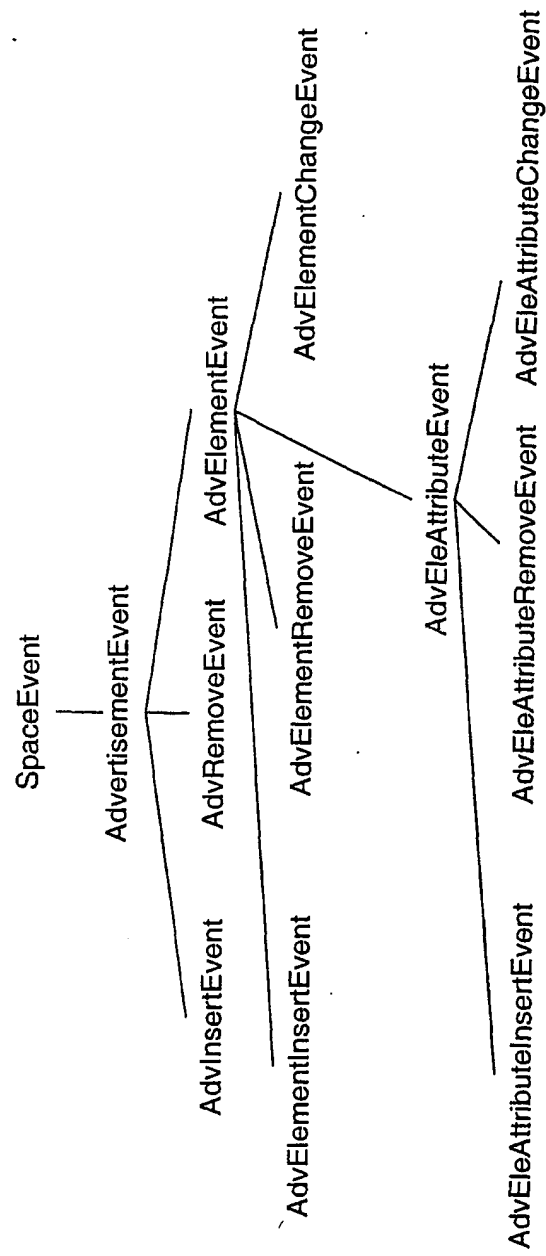 SpaceEvent
AdvertisementEvent
AdvInsertEvent
AdvRemoveEvent
AdvElementEvent
AdvElementInsertEvent
AdvElementRemoveEvent
AdvElementChangeEvent
AdvEleAttributeEvent
AdvEleAttributeInsertEvent
AdvEleAttributeRemoveEvent
AdvEleAttributeChangeEvent